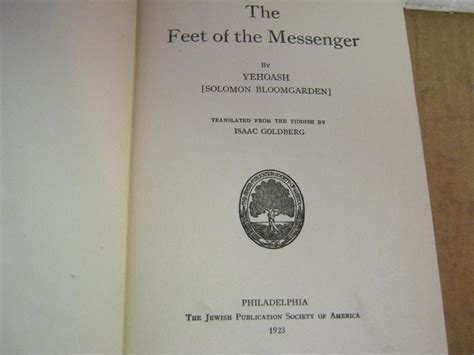 The
Feet of the Messenger
By
YEHOASH
[SOLOMON BLOOMGARDEN]
TRANSLATED FROM THE YIDDISH BY
ISAAC GOLDBERG
PHILADELPHIA
The Jewish Publication Society of America
1923